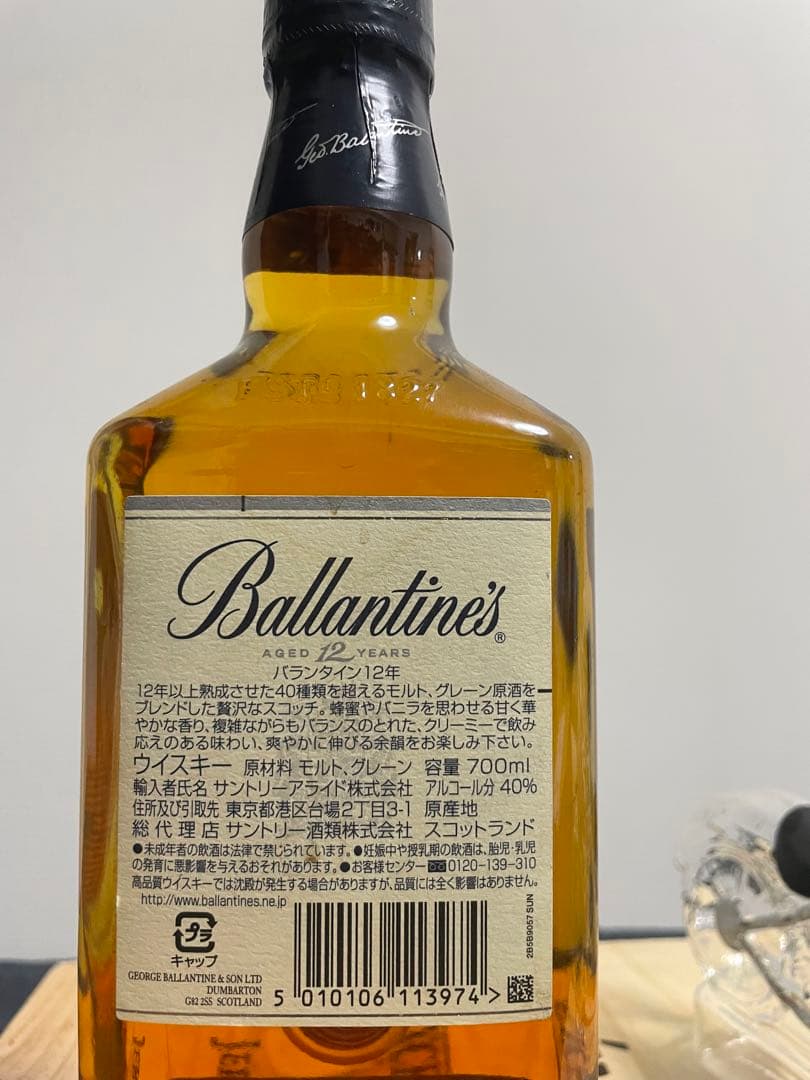 Geo. Ballantine
ESTD 1827
Ballantine's®
AGED 12 YEARS
バランタイン12年
12年以上熟成させた40種類を超えるモルト、グレーン原酒を
ブレンドした贅沢なスコッチ。蜂蜜やバニラを思わせる甘く華
やかな香り、複雑ながらもバランスのとれた、クリーミーで飲み
応えのある味わい、爽やかに伸びる余韻をお楽しみ下さい。
ウイスキー 原材料 モルト、グレーン 容量 700ml
輸入者氏名 サントリーアライド株式会社 アルコール分 40%
住所及び引取先 東京都港区台場2丁目3-1 原産地
総代理店 サントリー酒類株式会社 スコットランド
●未成年者の飲酒は法律で禁じられています。●妊娠中や授乳期の飲酒は、胎児・乳児
の発育に悪影響を与えるおそれがあります。●お客様センター 0120-139-310
高品質ウイスキーでは沈殿が発生する場合がありますが、品質には全く影響はありません。
http://www.ballantines.ne.jp
プラ
キャップ
GEORGE BALLANTINE & SON LTD
DUMBARTON
G82 2SS SCOTLAND
5 010106 113974 >
2B5B9057 SUN